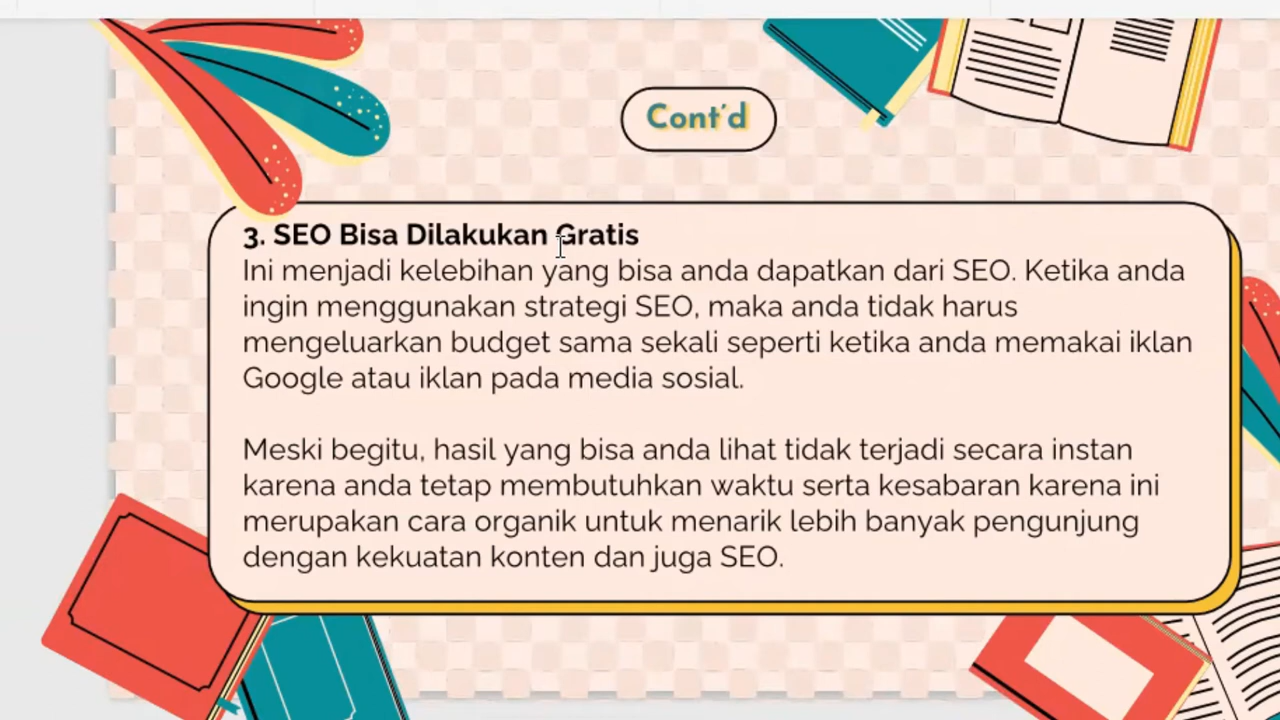 Cont'd
3. SEO Bisa Dilakukan Gratis
Ini menjadi kelebihan yang bisa anda dapatkan dari SEO. Ketika anda
ingin menggunakan strategi SEO, maka anda tidak harus
mengeluarkan budget sama sekali seperti ketika anda memakai iklan
Google atau iklan pada media sosial.
Meski begitu, hasil yang bisa anda lihat tidak terjadi secara instan
karena anda tetap membutuhkan waktu serta kesabaran karena ini
merupakan cara organik untuk menarik lebih banyak pengunjung
dengan kekuatan konten dan juga SEO.